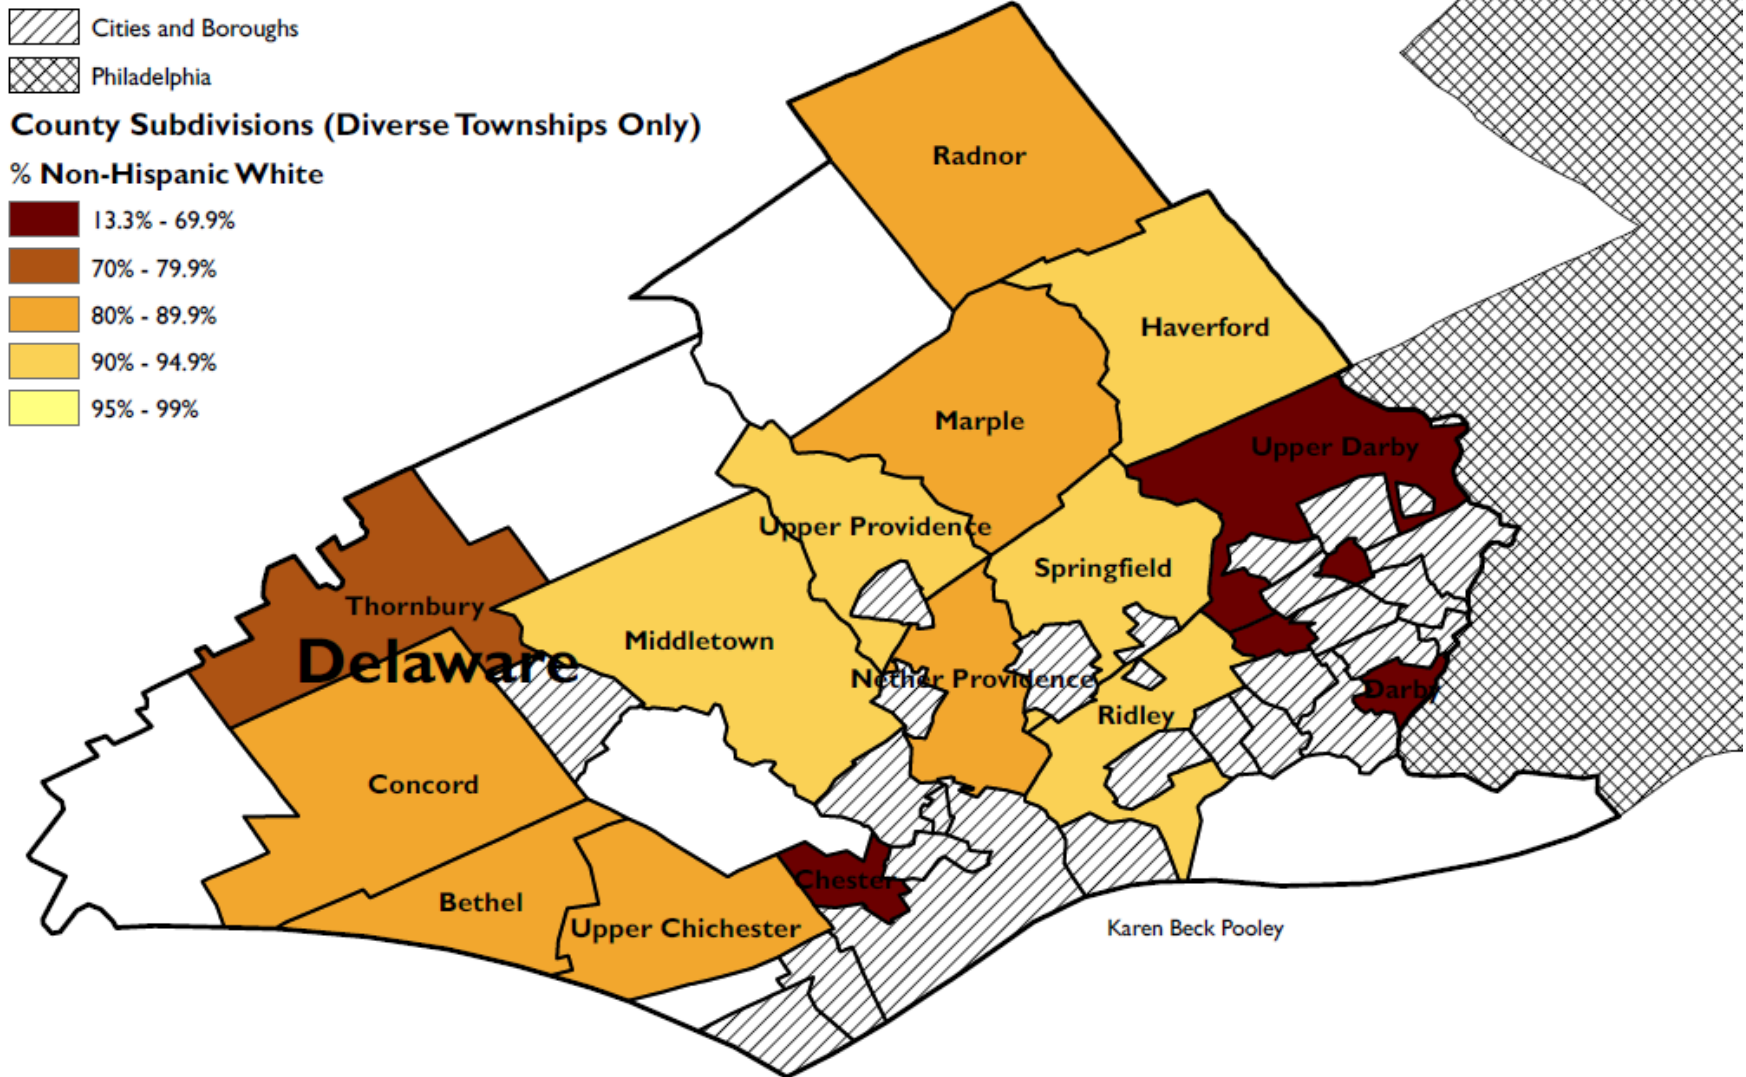 Cities and Boroughs
Philadelphia
County Subdivisions (Diverse Townships Only)
% Non-Hispanic White
13.3% - 69.9%
70% - 79.9%
80% - 89.9%
90% - 94.9%
95% - 99%
Radnor
Haverford
Marple
Upper Darby
Upper Providence
Springfield
Thornbury
Middletown
Delaware
Nether Providence
Darby
Ridley
Concord
Chester
Bethel
Upper Chichester
Karen Beck Pooley